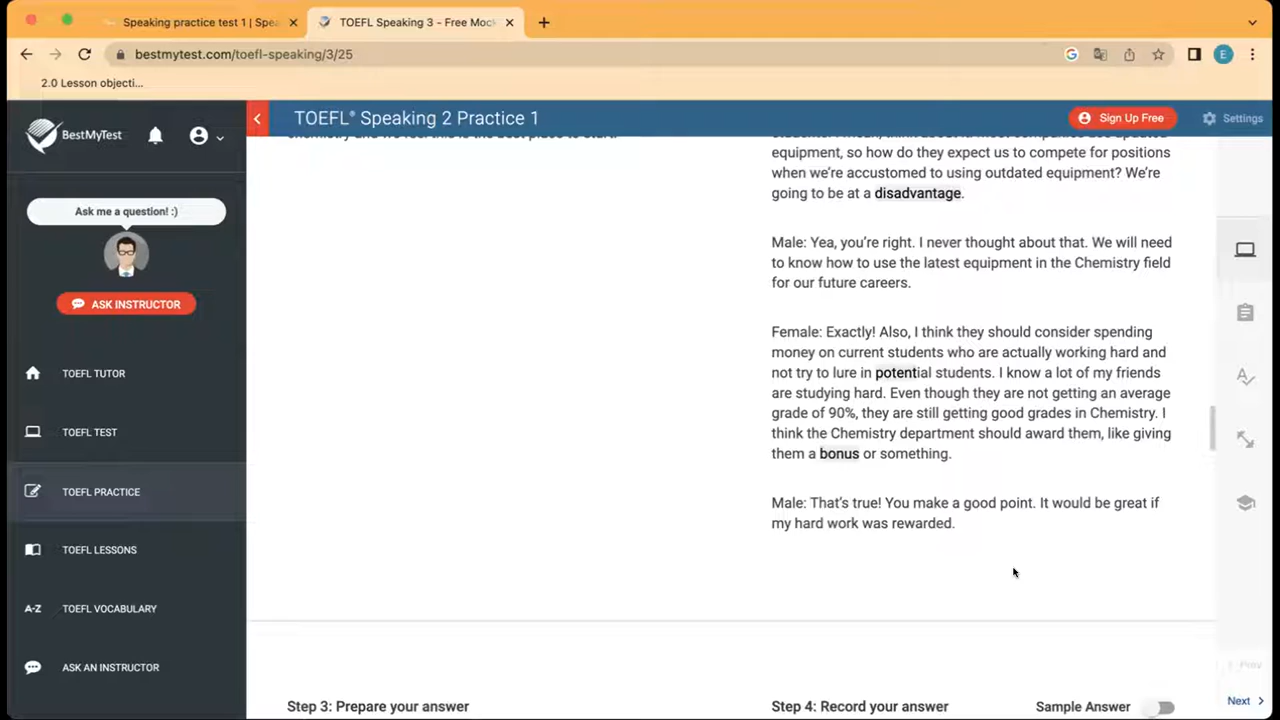 Speaking practice test 1 | Spea
TOEFL Speaking 3 - Free Mock
bestmytest.com/toefl-speaking/3/25
E
2.0 Lesson objecti...
BestMyTest
TOEFL® Speaking 2 Practice 1
Sign Up Free
Settings
Ask me a question! :)
ASK INSTRUCTOR
TOEFL TUTOR
TOEFL TEST
TOEFL PRACTICE
TOEFL LESSONS
A-Z TOEFL VOCABULARY
ASK AN INSTRUCTOR
equipment, so how do they expect us to compete for positions
when we're accustomed to using outdated equipment? We're
going to be at a disadvantage.
Male: Yea, you're right. I never thought about that. We will need
to know how to use the latest equipment in the Chemistry field
for our future careers.
Female: Exactly! Also, I think they should consider spending
money on current students who are actually working hard and
not try to lure in potential students. I know a lot of my friends
are studying hard. Even though they are not getting an average
grade of 90%, they are still getting good grades in Chemistry. I
think the Chemistry department should award them, like giving
them a bonus or something.
Male: That's true! You make a good point. It would be great if
my hard work was rewarded.
Step 3: Prepare your answer
Step 4: Record your answer
Sample Answer
Prev
Next